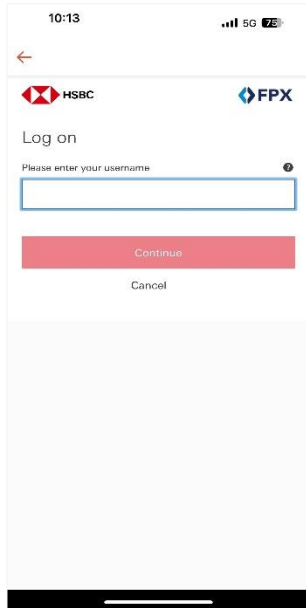 10:13
5G 75
HSBC
FPX
Log on
Please enter your username
?
Continue
Cancel